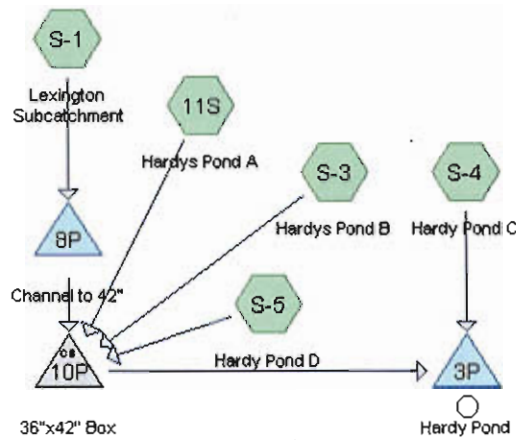 S-1
Lexington
Subcatchment
11S
Hardys Pond A
S-3
Hardys Pond B
S-4
Hardy Pond C
8P
Channel to 42"
S-5
Hardy Pond D
CB
10P
36"x42" Box
3P
Hardy Pond